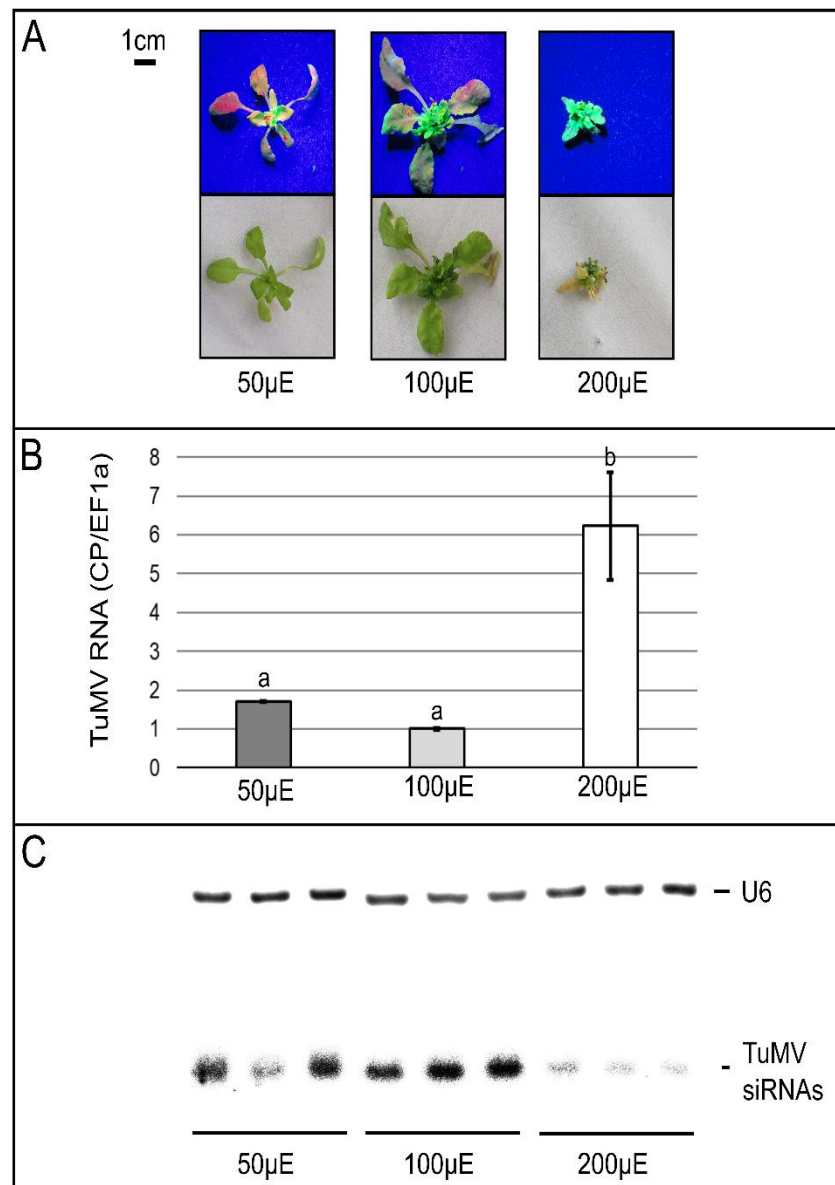 A
1cm
50µE 100µE 200µE
B
TuMV RNA (CP/EF1a)
8
7
6
5
4
3
2
1
0
a
a
b
50µE 100µE 200µE
C
– U6
- TuMV
siRNAs
50µE 100µE 200µE